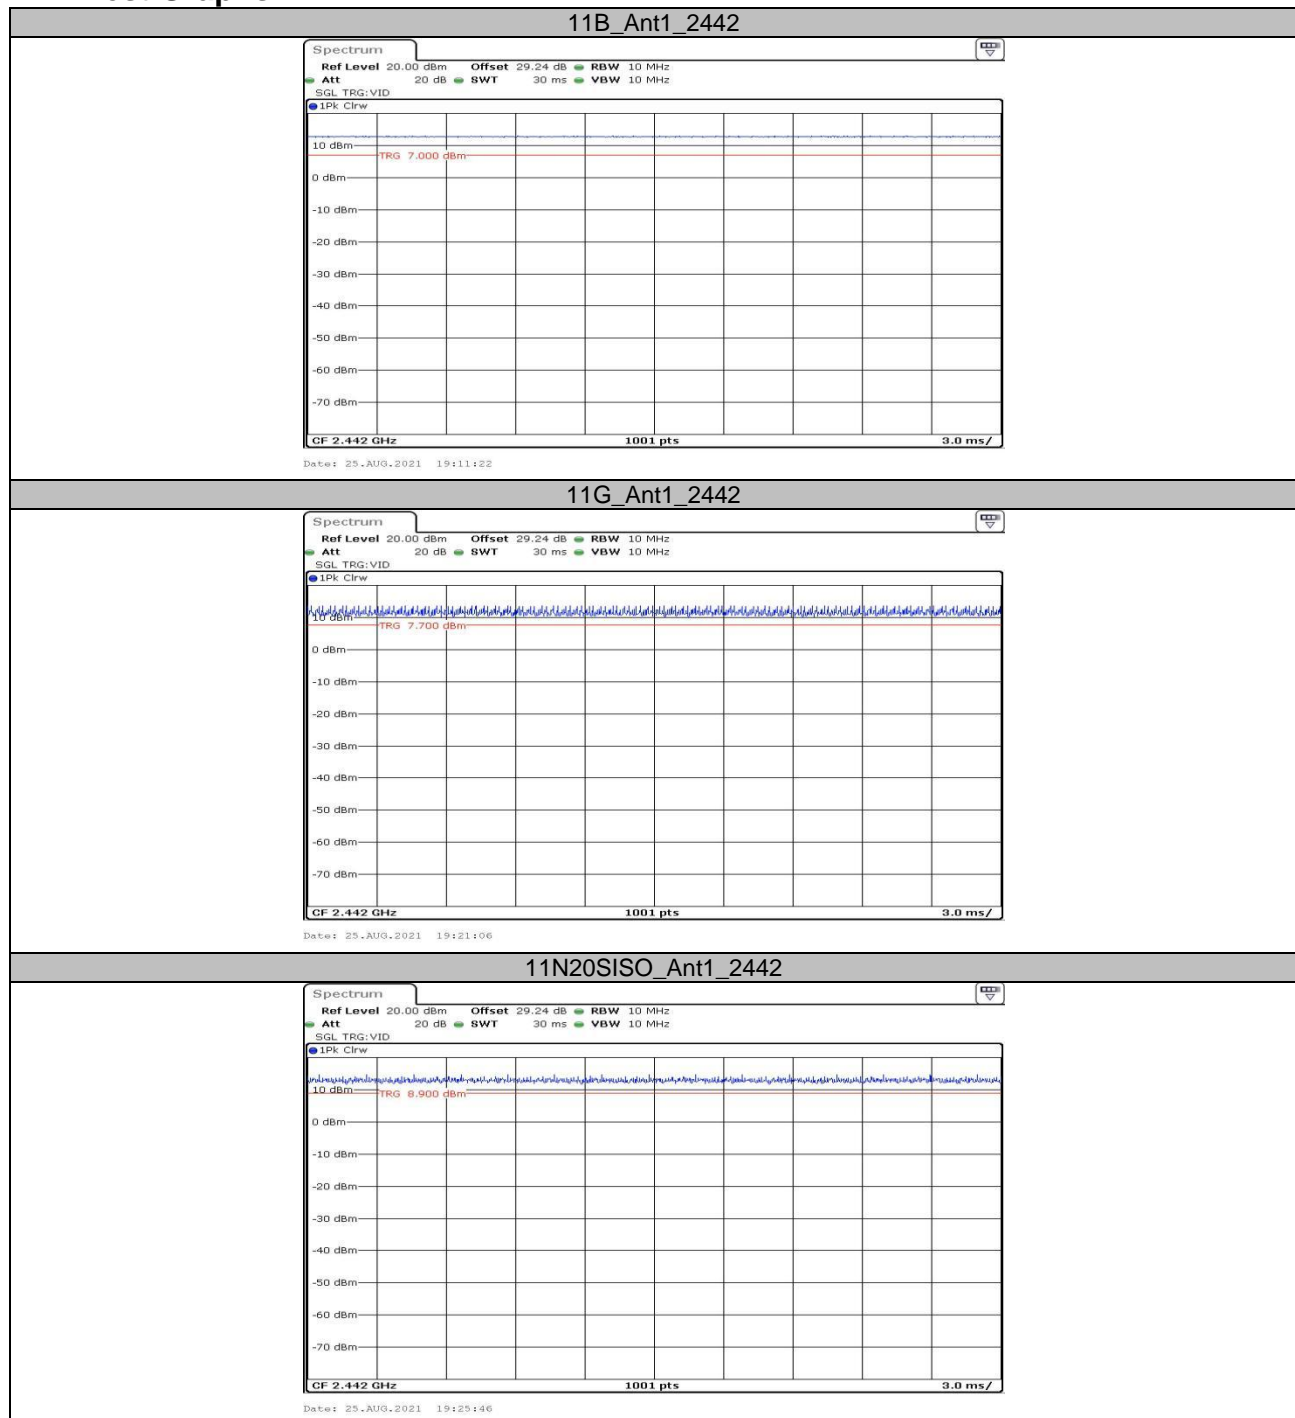 11B_Ant1_2442
Spectrum
Ref Level 20.00 dBm Offset 29.24 dB RBW 10 MHz
Att 20 dB SWT 30 ms VBW 10 MHz
SGL TRG:VID
1Pk Clrw
10 dBm
TRG 7.000 dBm
0 dBm
-10 dBm
-20 dBm
-30 dBm
-40 dBm
-50 dBm
-60 dBm
-70 dBm
CF 2.442 GHz 1001 pts 3.0 ms/
Date: 25.AUG.2021 19:11:22
11G_Ant1_2442
Spectrum
Ref Level 20.00 dBm Offset 29.24 dB RBW 10 MHz
Att 20 dB SWT 30 ms VBW 10 MHz
SGL TRG:VID
1Pk Clrw
10 dBm
TRG 7.700 dBm
0 dBm
-10 dBm
-20 dBm
-30 dBm
-40 dBm
-50 dBm
-60 dBm
-70 dBm
CF 2.442 GHz 1001 pts 3.0 ms/
Date: 25.AUG.2021 19:21:06
11N20SISO_Ant1_2442
Spectrum
Ref Level 20.00 dBm Offset 29.24 dB RBW 10 MHz
Att 20 dB SWT 30 ms VBW 10 MHz
SGL TRG:VID
1Pk Clrw
10 dBm
TRG 8.900 dBm
0 dBm
-10 dBm
-20 dBm
-30 dBm
-40 dBm
-50 dBm
-60 dBm
-70 dBm
CF 2.442 GHz 1001 pts 3.0 ms/
Date: 25.AUG.2021 19:25:46